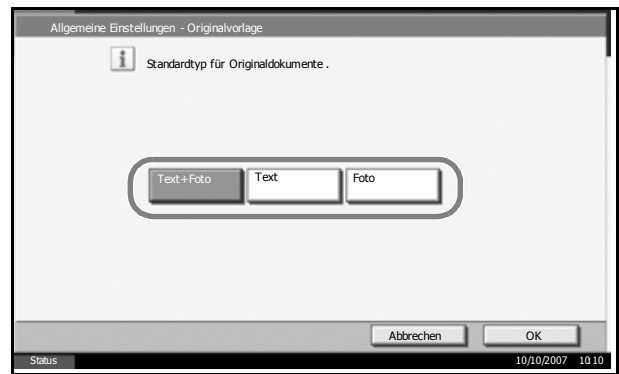 Allgemeine Einstellungen - Originalvorlage
Standardtyp für Originaldokumente .
Text+Foto Text Foto
Abbrechen OK
Status 10/10/2007 10:10